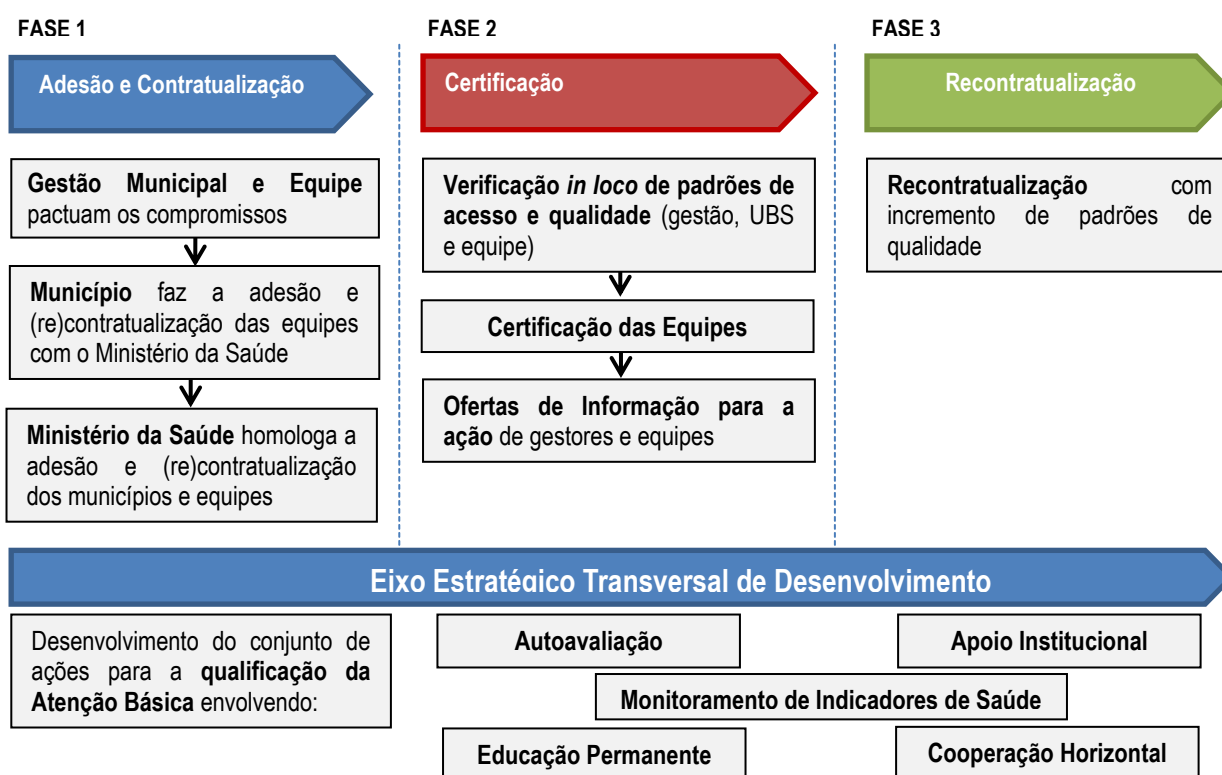 FASE 1
Adesão e Contratualização
Gestão Municipal e Equipe
pactuam os compromissos
Município faz a adesão e
(re)contratualização das equipes
com o Ministério da Saúde
Ministério da Saúde homologa a
adesão e (re)contratualização
dos municípios e equipes
FASE 2
Certificação
Verificação in loco de padrões de
acesso e qualidade (gestão, UBS
e equipe)
Certificação das Equipes
Ofertas de Informação para a
ação de gestores e equipes
FASE 3
Recontratualização
Recontratualização com
incremento de padrões de
qualidade
Eixo Estratégico Transversal de Desenvolvimento
Desenvolvimento do conjunto de
ações para a qualificação da
Atenção Básica envolvendo:
Autoavaliação
Apoio Institucional
Monitoramento de Indicadores de Saúde
Educação Permanente
Cooperação Horizontal